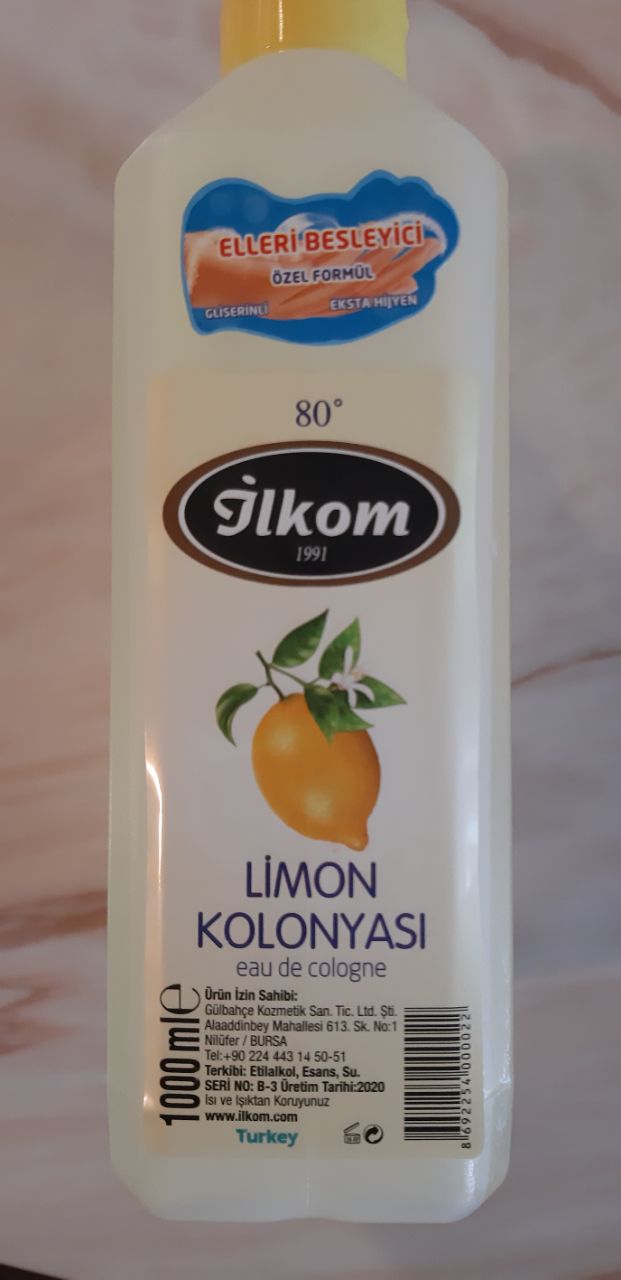 ELLERİ BESLEYİCİ
ÖZEL FORMÜL
GLİSERİNLİ
EKSTA HİJYEN
80°
İlkom
1991
LİMON
KOLONYASI
eau de cologne
1000 ml e
Ürün İzin Sahibi:
Gülbahçe Kozmetik San. Tic. Ltd. Şti.
Alaaddinbey Mahallesi 613. Sk. No:1
Nilüfer / BURSA
Tel:+90 224 443 14 50-51
Terkibi: Etilalkol, Esans, Su.
SERİ NO: B-3 Üretim Tarihi:2020
Isı ve Işıktan Koruyunuz
www.ilkom.com
Turkey
8 692254 000022